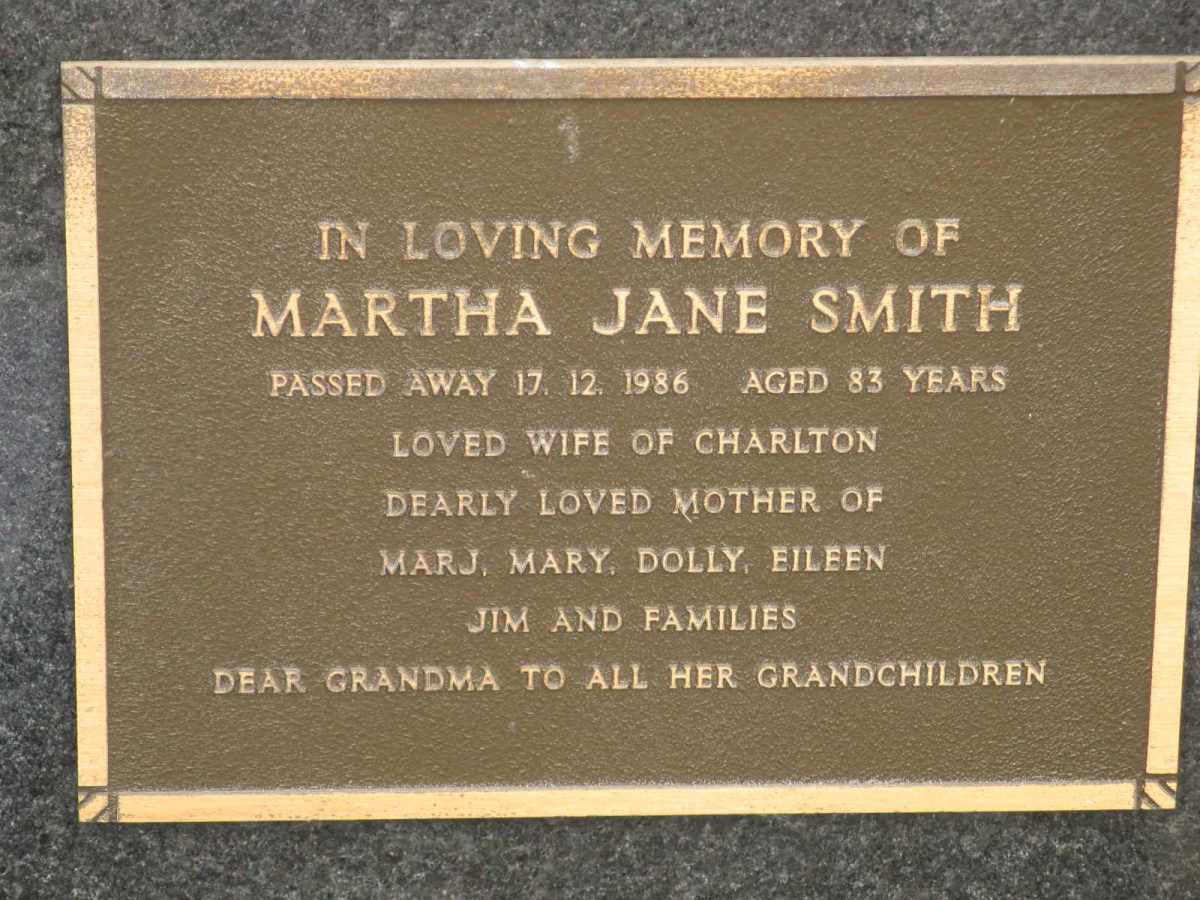 IN LOVING MEMORY OF
MARTHA JANE SMITH
PASSED AWAY 17. 12. 1986 AGED 83 YEARS
LOVED WIFE OF CHARLTON
DEARLY LOVED MOTHER OF
MARJ, MARY, DOLLY, EILEEN
JIM AND FAMILIES
DEAR GRANDMA TO ALL HER GRANDCHILDREN